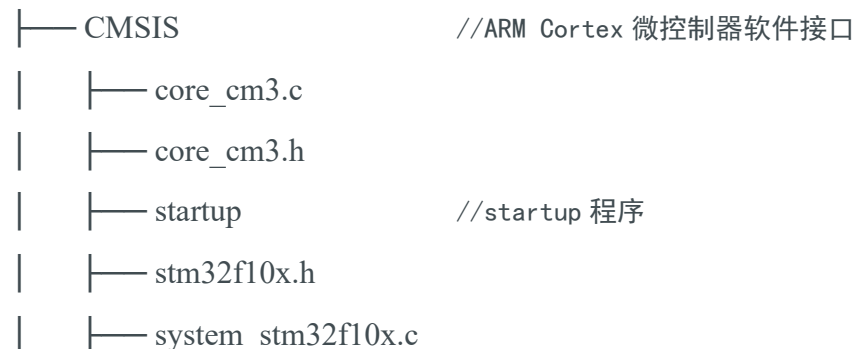 ├── CMSIS //ARM Cortex 微控制器软件接口
│ ├── core_cm3.c
│ ├── core_cm3.h
│ ├── startup //startup 程序
│ ├── stm32f10x.h
│ ├── system_stm32f10x.c